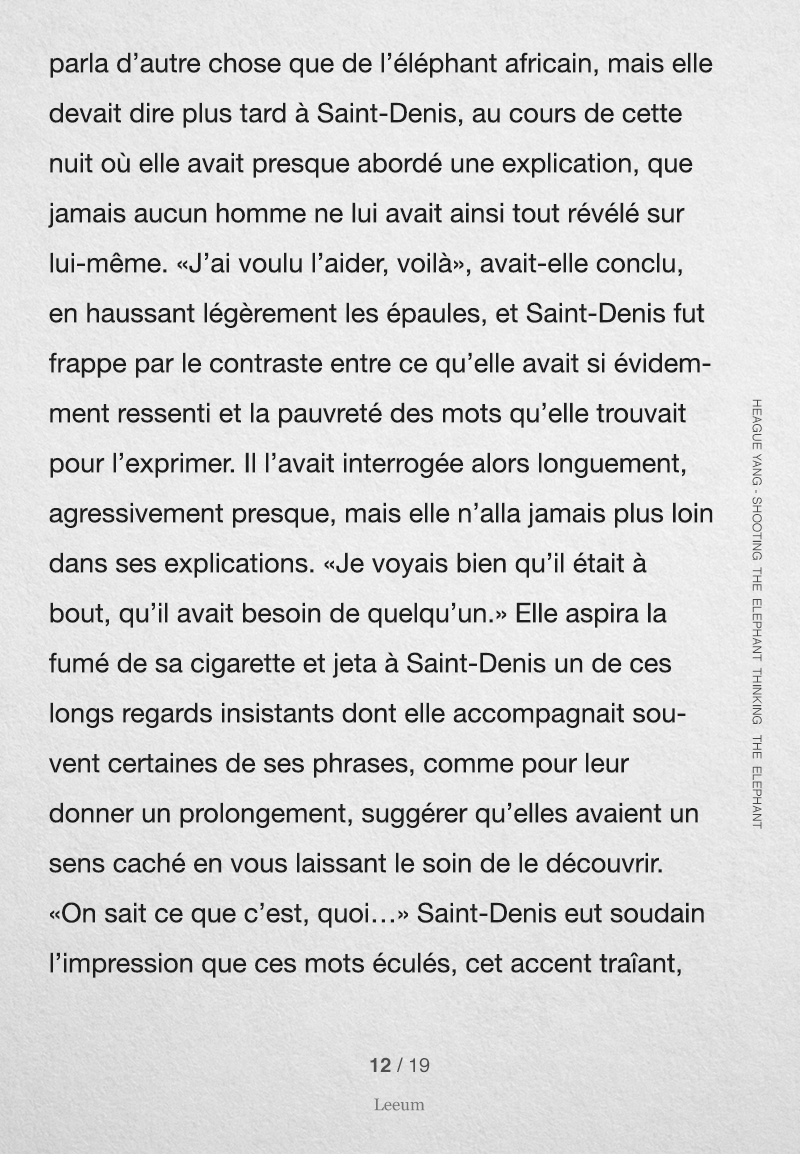 parla d’autre chose que de l’éléphant africain, mais elle
devait dire plus tard à Saint-Denis, au cours de cette
nuit où elle avait presque abordé une explication, que
jamais aucun homme ne lui avait ainsi tout révélé sur
lui-même. «J’ai voulu l’aider, voilà», avait-elle conclu,
en haussant légèrement les épaules, et Saint-Denis fut
frappe par le contraste entre ce qu’elle avait si évidem-
ment ressenti et la pauvreté des mots qu’elle trouvait
pour l’exprimer. Il l’avait interrogée alors longuement,
agressivement presque, mais elle n’alla jamais plus loin
dans ses explications. «Je voyais bien qu’il était à
bout, qu’il avait besoin de quelqu’un.» Elle aspira la
fumé de sa cigarette et jeta à Saint-Denis un de ces
longs regards insistants dont elle accompagnait sou-
vent certaines de ses phrases, comme pour leur
donner un prolongement, suggérer qu’elles avaient un
sens caché en vous laissant le soin de le découvrir.
«On sait ce que c’est, quoi…» Saint-Denis eut soudain
l’impression que ces mots éculés, cet accent traîant,
HEAGUE YANG - SHOOTING THE ELEPHANT THINKING THE ELEPHANT
12 / 19
Leeum